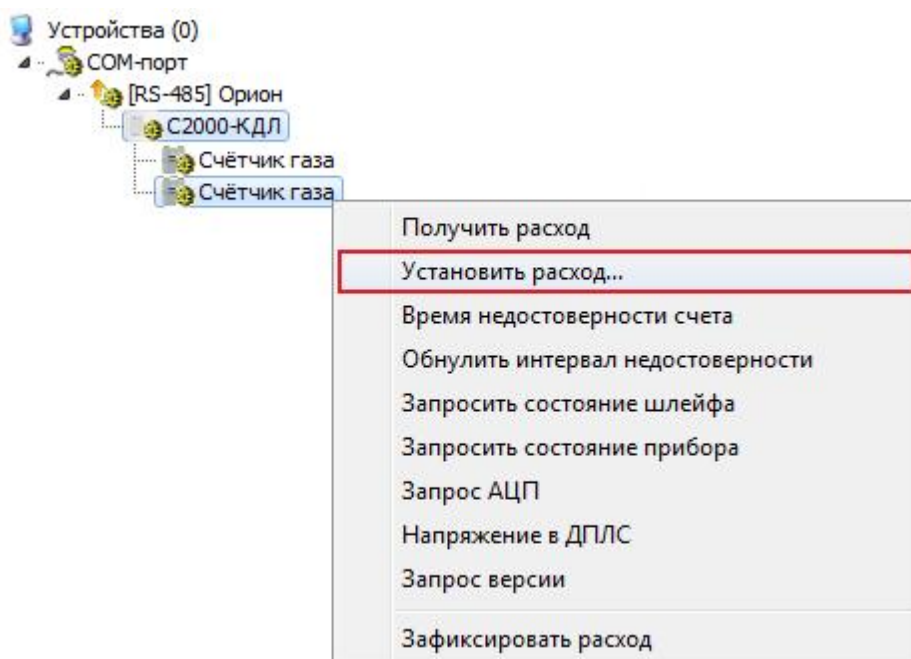 Устройства (0)
COM-порт
[RS-485] Орион
С2000-КДЛ
Счётчик газа
Счётчик газа
Получить расход
Установить расход...
Время недостоверности счета
Обнулить интервал недостоверности
Запросить состояние шлейфа
Запросить состояние прибора
Запрос АЦП
Напряжение в ДПЛС
Запрос версии
Зафиксировать расход